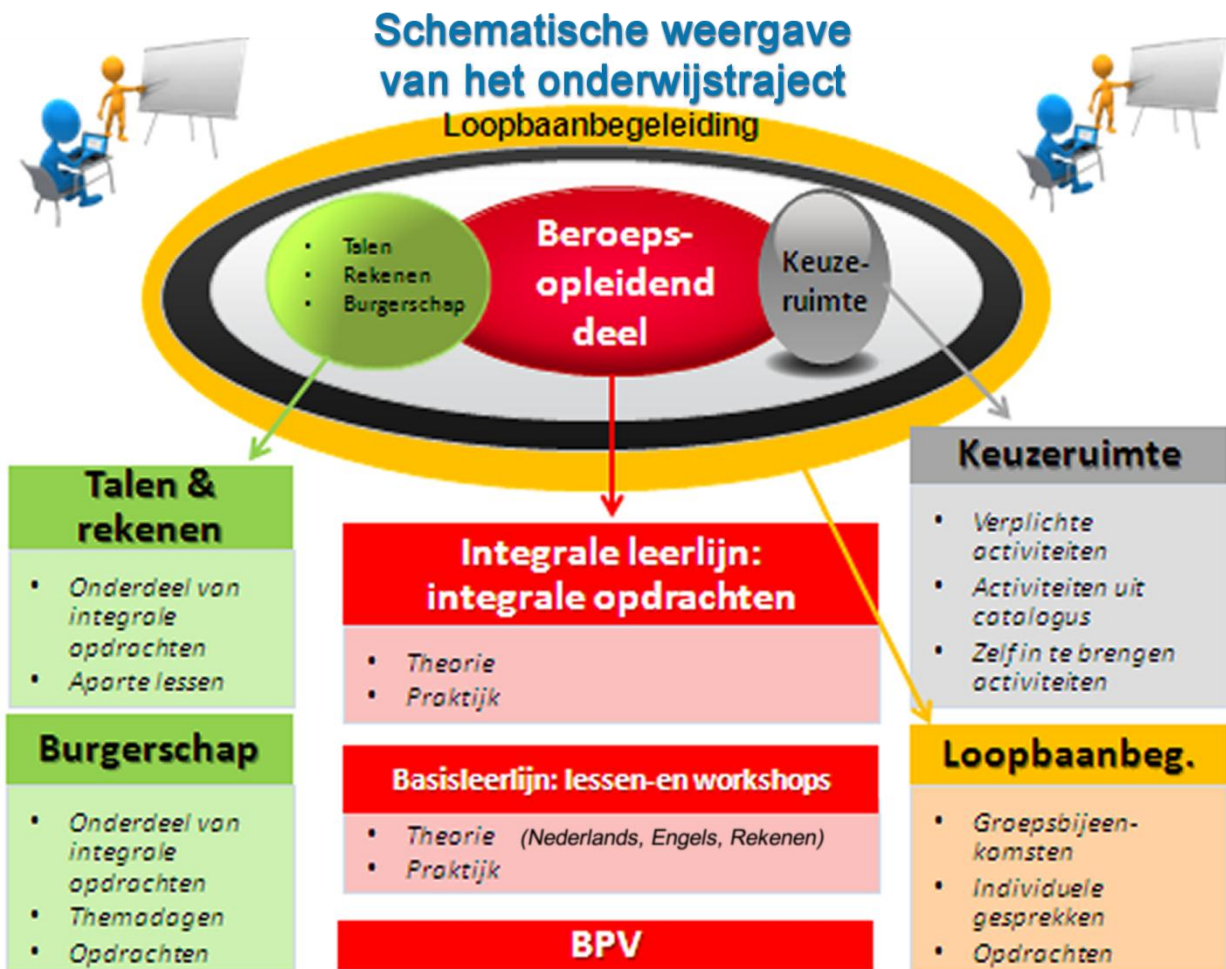 Schematische weergave
van het onderwijstraject
Loopbaanbegeleiding
• Talen
• Rekenen
• Burgerschap
Beroeps-
opleidend
deel
Keuze-
ruimte
Talen &
rekenen
• Onderdeel van
integrale
opdrachten
• Aparte lessen
Burgerschap
• Onderdeel van
integrale
opdrachten
• Themadagen
• Opdrachten
Integrale leerlijn:
integrale opdrachten
• Theorie
• Praktijk
Basisleerlijn: lessen-en workshops
• Theorie (Nederlands, Engels, Rekenen)
• Praktijk
BPV
Keuzeruimte
• Verplichte
activiteiten
• Activiteiten uit
catalogus
• Zelf in te brengen
activiteiten
Loopbaanbeg.
• Groepsbijeen-
komsten
• Individuele
gesprekken
• Opdrachten